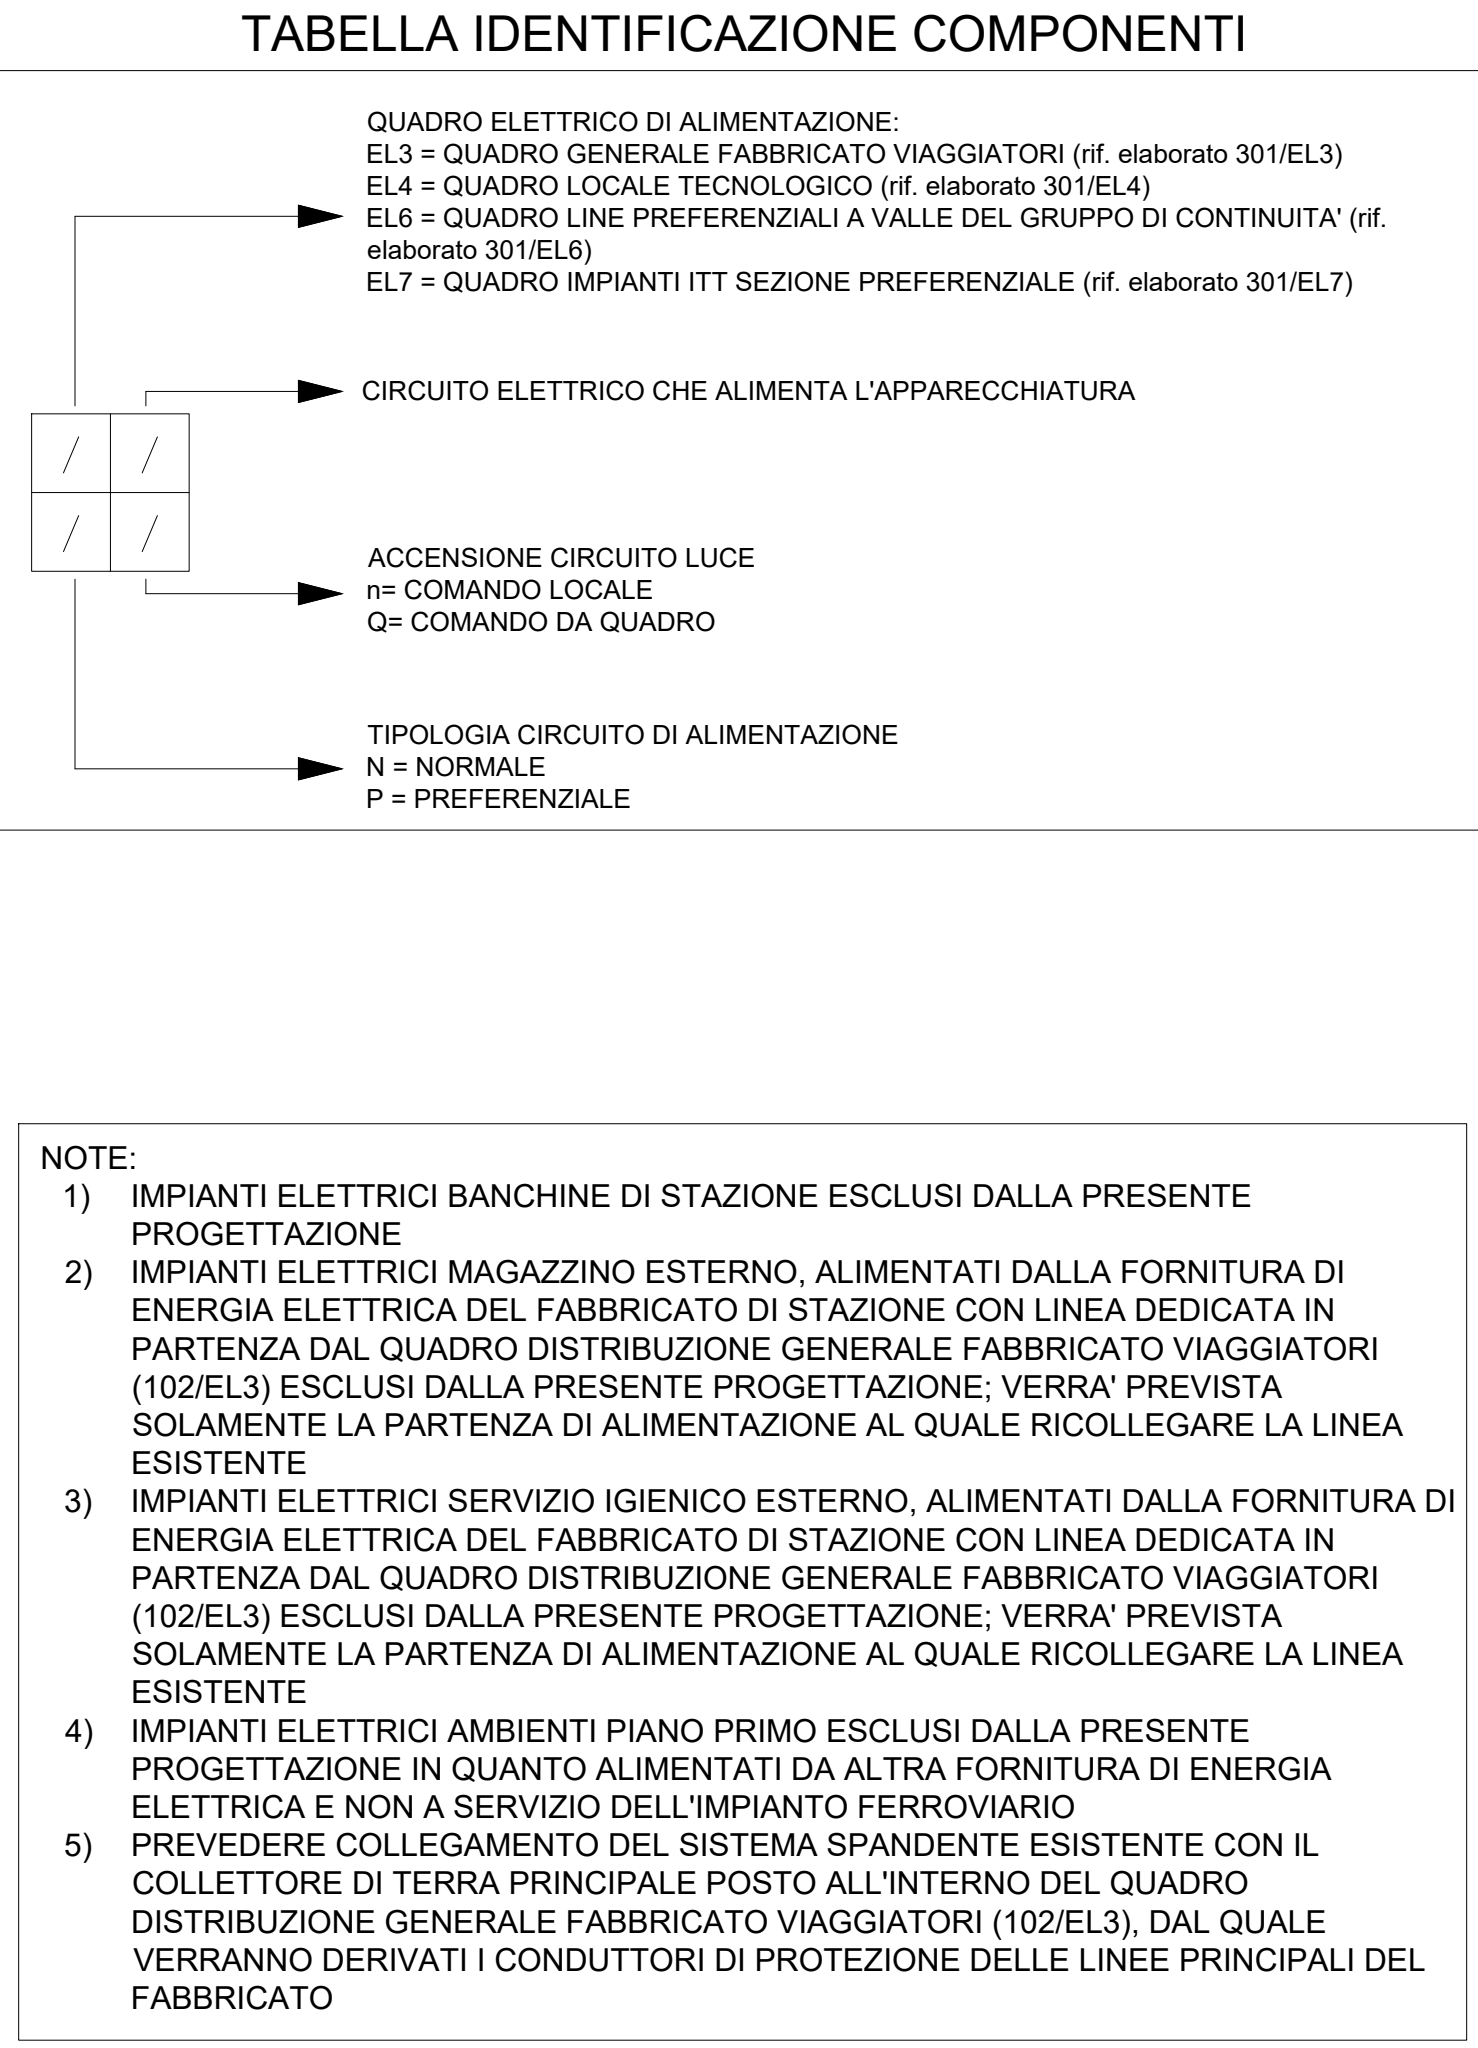 TABELLA IDENTIFICAZIONE COMPONENTI
QUADRO ELETTRICO DI ALIMENTAZIONE:
EL3 = QUADRO GENERALE FABBRICATO VIAGGIATORI (rif. elaborato 301/EL3)
EL4 = QUADRO LOCALE TECNOLOGICO (rif. elaborato 301/EL4)
EL6 = QUADRO LINE PREFERENZIALI A VALLE DEL GRUPPO DI CONTINUITA' (rif.
elaborato 301/EL6)
EL7 = QUADRO IMPIANTI ITT SEZIONE PREFERENZIALE (rif. elaborato 301/EL7)
CIRCUITO ELETTRICO CHE ALIMENTA L'APPARECCHIATURA
/ /
/ /
ACCENSIONE CIRCUITO LUCE
n= COMANDO LOCALE
Q= COMANDO DA QUADRO
TIPOLOGIA CIRCUITO DI ALIMENTAZIONE
N = NORMALE
P = PREFERENZIALE
NOTE:
1) IMPIANTI ELETTRICI BANCHINE DI STAZIONE ESCLUSI DALLA PRESENTE
PROGETTAZIONE
2) IMPIANTI ELETTRICI MAGAZZINO ESTERNO, ALIMENTATI DALLA FORNITURA DI
ENERGIA ELETTRICA DEL FABBRICATO DI STAZIONE CON LINEA DEDICATA IN
PARTENZA DAL QUADRO DISTRIBUZIONE GENERALE FABBRICATO VIAGGIATORI
(102/EL3) ESCLUSI DALLA PRESENTE PROGETTAZIONE; VERRA' PREVISTA
SOLAMENTE LA PARTENZA DI ALIMENTAZIONE AL QUALE RICOLLEGARE LA LINEA
ESISTENTE
3) IMPIANTI ELETTRICI SERVIZIO IGIENICO ESTERNO, ALIMENTATI DALLA FORNITURA DI
ENERGIA ELETTRICA DEL FABBRICATO DI STAZIONE CON LINEA DEDICATA IN
PARTENZA DAL QUADRO DISTRIBUZIONE GENERALE FABBRICATO VIAGGIATORI
(102/EL3) ESCLUSI DALLA PRESENTE PROGETTAZIONE; VERRA' PREVISTA
SOLAMENTE LA PARTENZA DI ALIMENTAZIONE AL QUALE RICOLLEGARE LA LINEA
ESISTENTE
4) IMPIANTI ELETTRICI AMBIENTI PIANO PRIMO ESCLUSI DALLA PRESENTE
PROGETTAZIONE IN QUANTO ALIMENTATI DA ALTRA FORNITURA DI ENERGIA
ELETTRICA E NON A SERVIZIO DELL'IMPIANTO FERROVIARIO
5) PREVEDERE COLLEGAMENTO DEL SISTEMA SPANDENTE ESISTENTE CON IL
COLLETTORE DI TERRA PRINCIPALE POSTO ALL'INTERNO DEL QUADRO
DISTRIBUZIONE GENERALE FABBRICATO VIAGGIATORI (102/EL3), DAL QUALE
VERRANNO DERIVATI I CONDUTTORI DI PROTEZIONE DELLE LINEE PRINCIPALI DEL
FABBRICATO